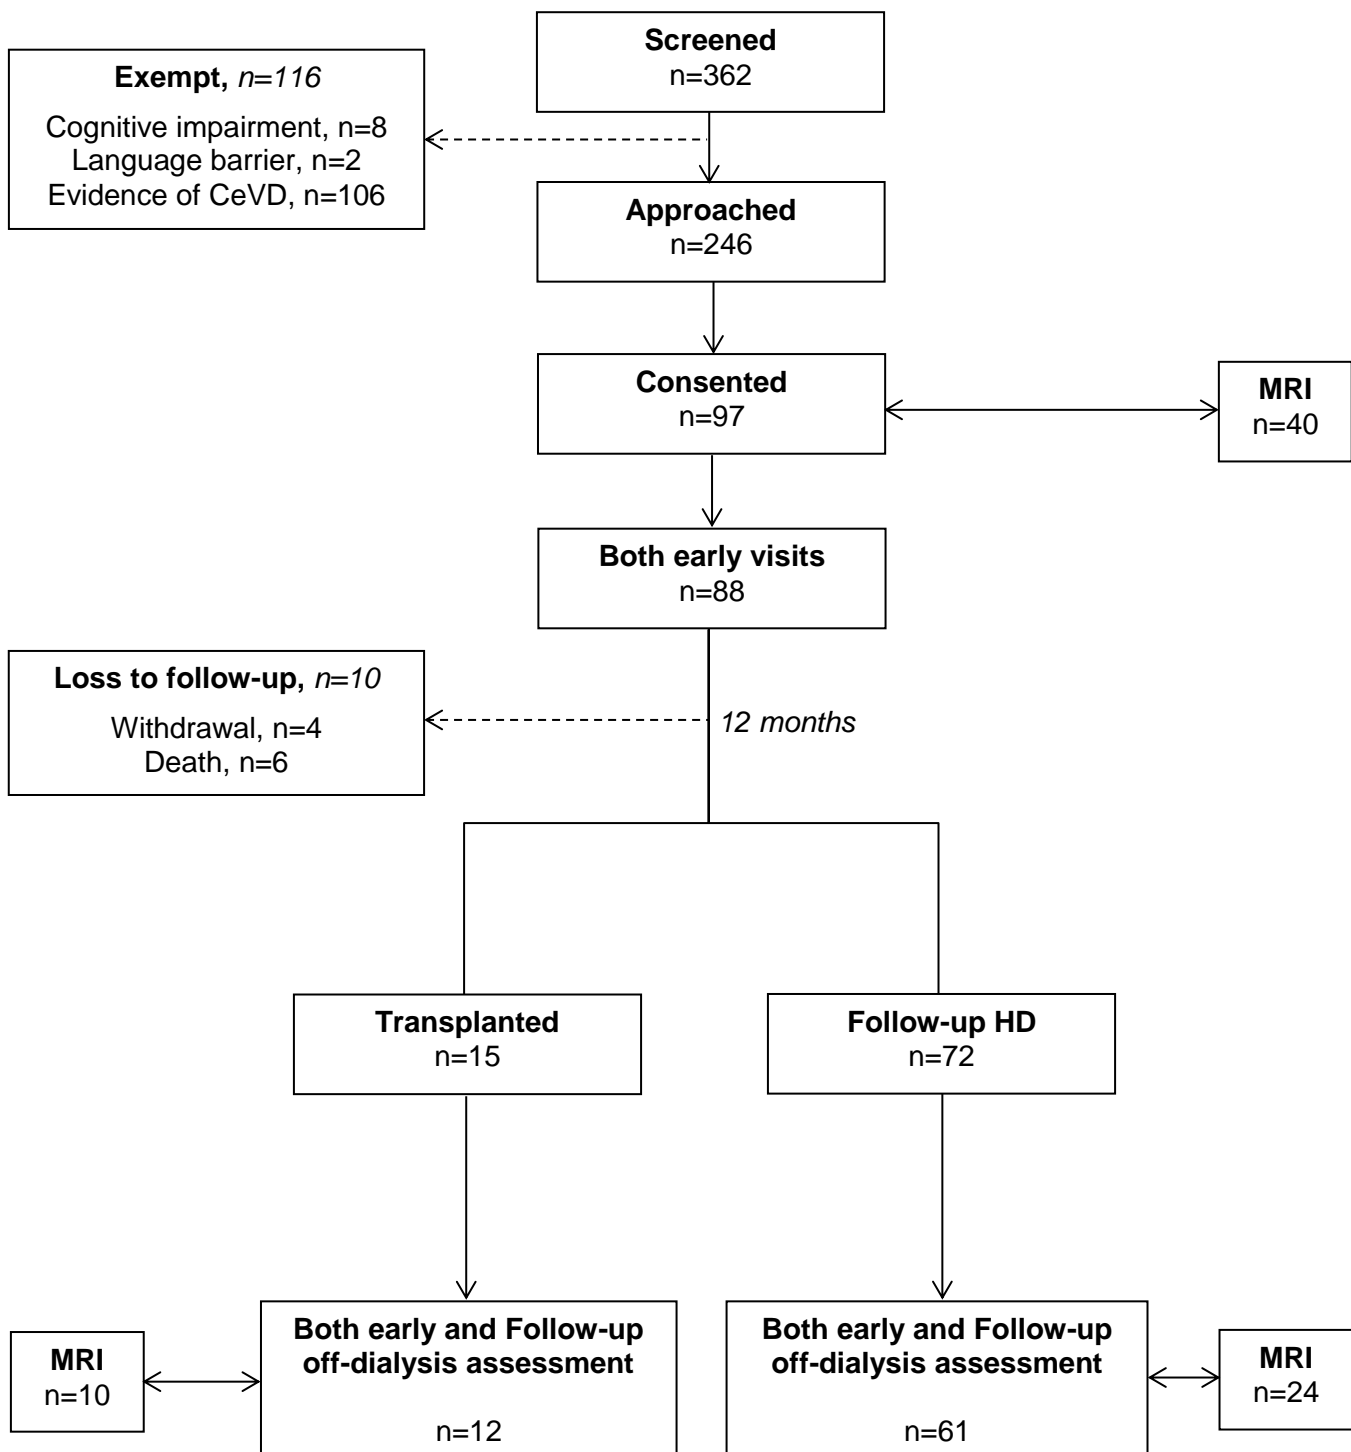 Screened
n=362
Exempt, n=116
Cognitive impairment, n=8
Language barrier, n=2
Evidence of CeVD, n=106
Approached
n=246
Consented
n=97
MRI
n=40
Both early visits
n=88
Loss to follow-up, n=10
Withdrawal, n=4
Death, n=6
12 months
Transplanted
n=15
Follow-up HD
n=72
MRI
n=10
Both early and Follow-up
off-dialysis assessment
n=12
Both early and Follow-up
off-dialysis assessment
n=61
MRI
n=24